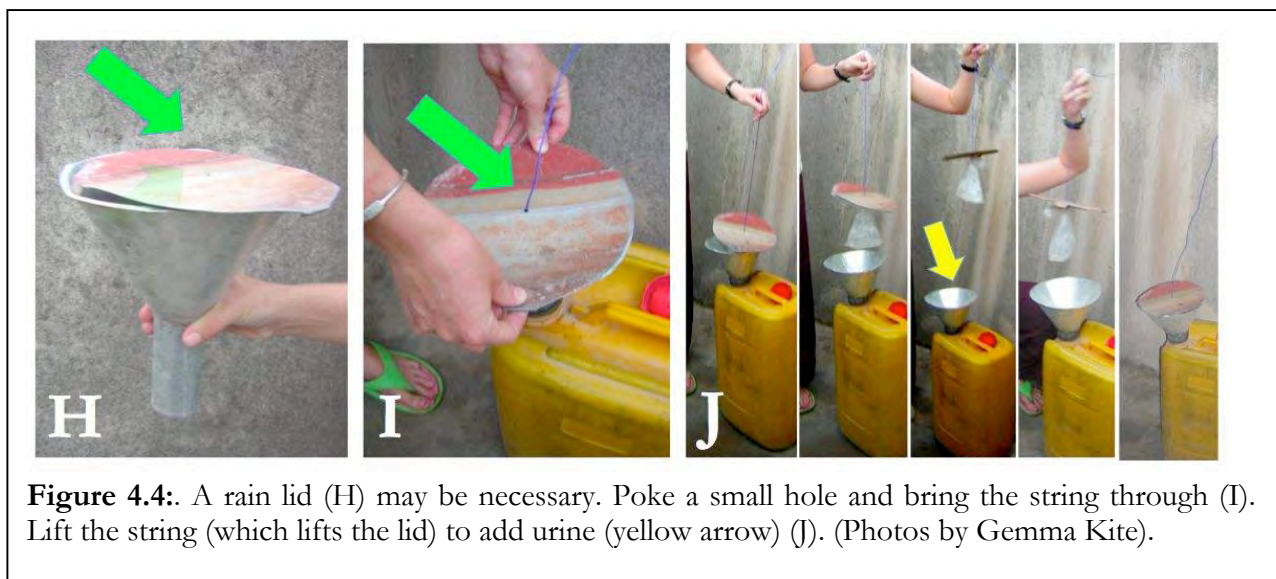 H
I
J
Figure 4.4:. A rain lid (H) may be necessary. Poke a small hole and bring the string through (I).
Lift the string (which lifts the lid) to add urine (yellow arrow) (J). (Photos by Gemma Kite).